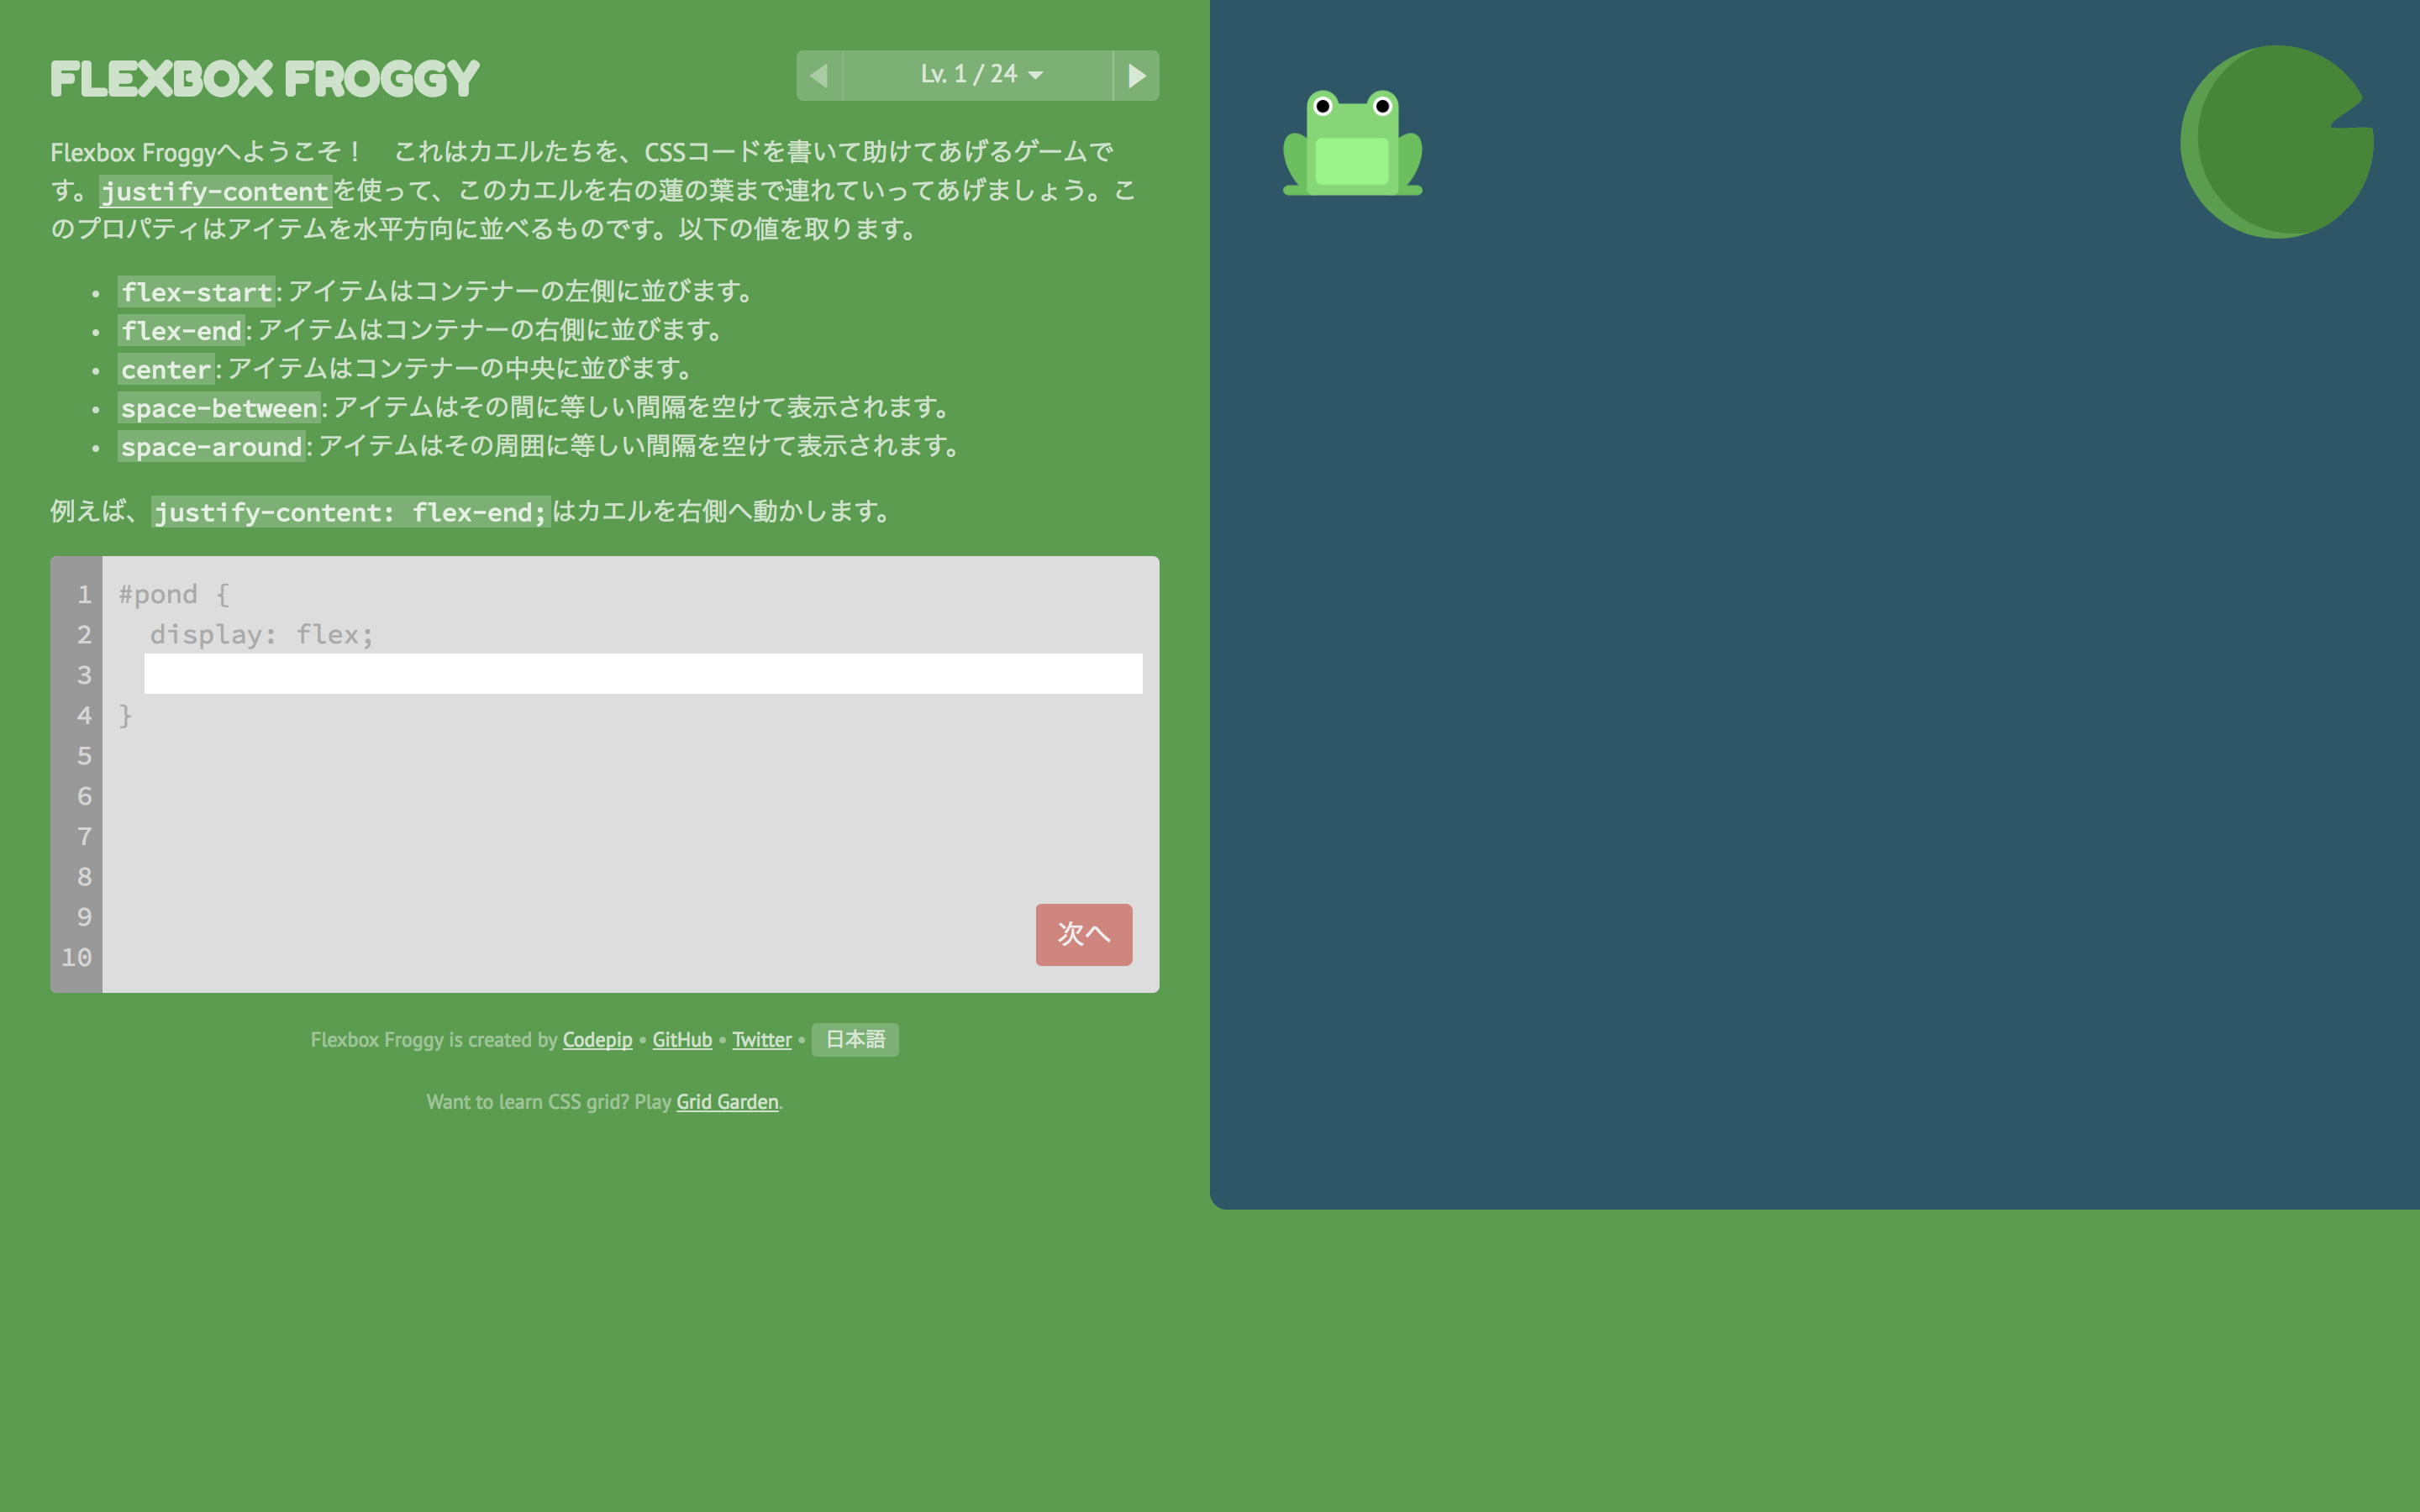 FLEXBOX FROGGY
Lv. 1 / 24
Flexbox Froggyへようこそ！　これはカエルたちを、CSSコードを書いて助けてあげるゲームで
す。justify-contentを使って、このカエルを右の蓮の葉まで連れていってあげましょう。こ
のプロパティはアイテムを水平方向に並べるものです。以下の値を取ります。
• flex-start: アイテムはコンテナーの左側に並びます。
• flex-end: アイテムはコンテナーの右側に並びます。
• center: アイテムはコンテナーの中央に並びます。
• space-between: アイテムはその間に等しい間隔を空けて表示されます。
• space-around: アイテムはその周囲に等しい間隔を空けて表示されます。
例えば、justify-content: flex-end;はカエルを右側へ動かします。
1 #pond {
2 display: flex;
3
4 }
5
6
7
8
9
10
次へ
Flexbox Froggy is created by Codepip • GitHub • Twitter • 日本語
Want to learn CSS grid? Play Grid Garden.